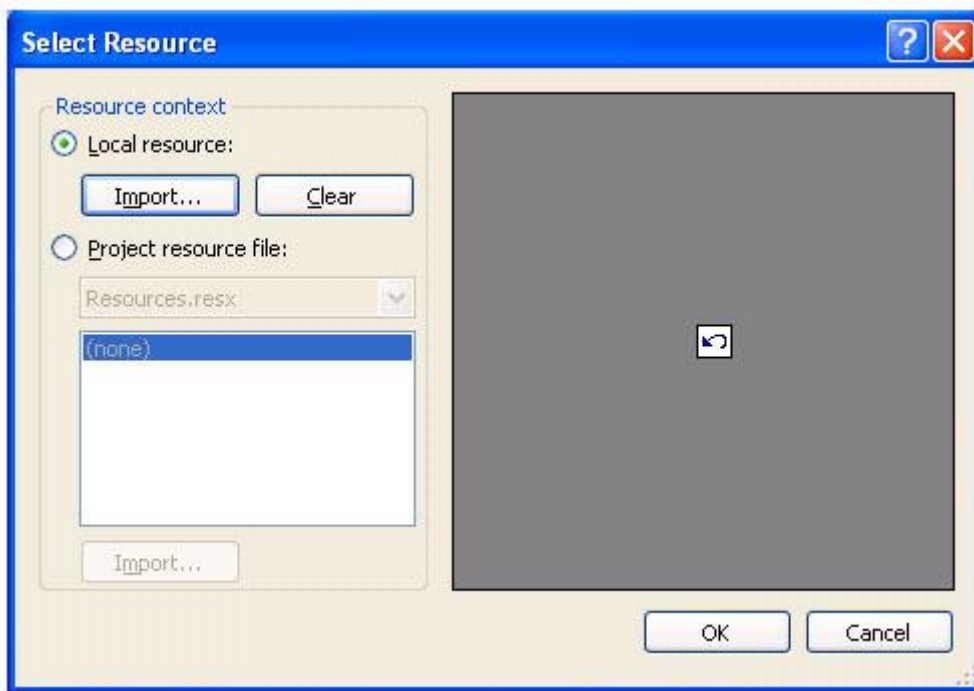 Select Resource
Resource context
Local resource:
Import... Clear
Project resource file:
Resources.resx
(none)
Import...
OK Cancel